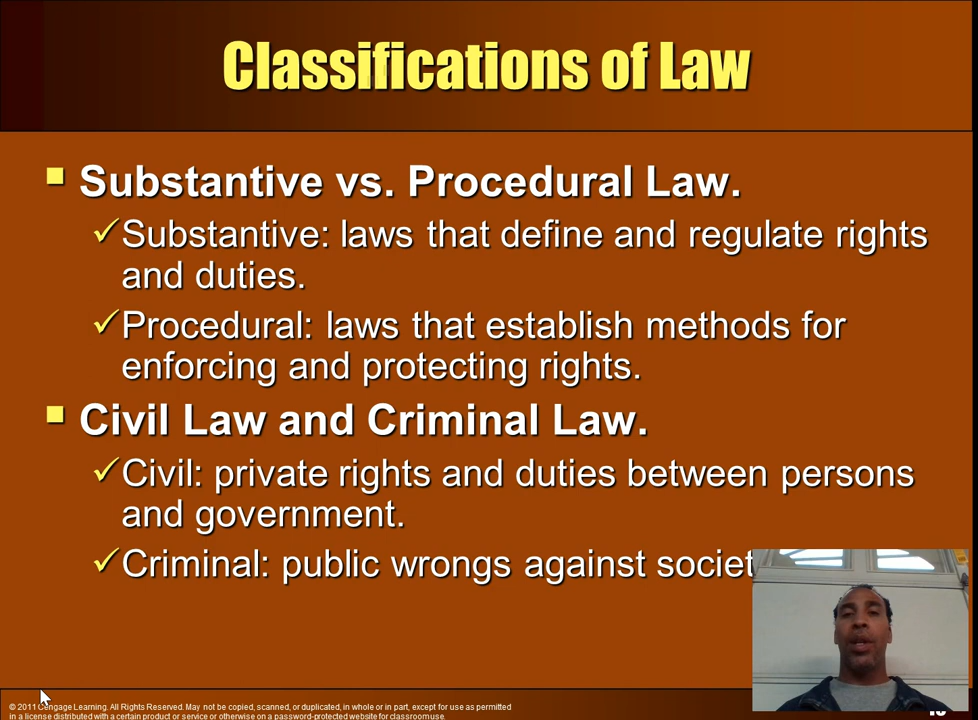 Classifications of Law
Substantive vs. Procedural Law.
Substantive: laws that define and regulate rights
and duties.
Procedural: laws that establish methods for
enforcing and protecting rights.
Civil Law and Criminal Law.
Civil: private rights and duties between persons
and government.
Criminal: public wrongs against societ
© 2011 Cengage Learning. All Rights Reserved. May not be copied, scanned, or duplicated, in whole or in part, except for use as permitted
in a license distributed with a certain product or service or otherwise on a password-protected website for classroom use.